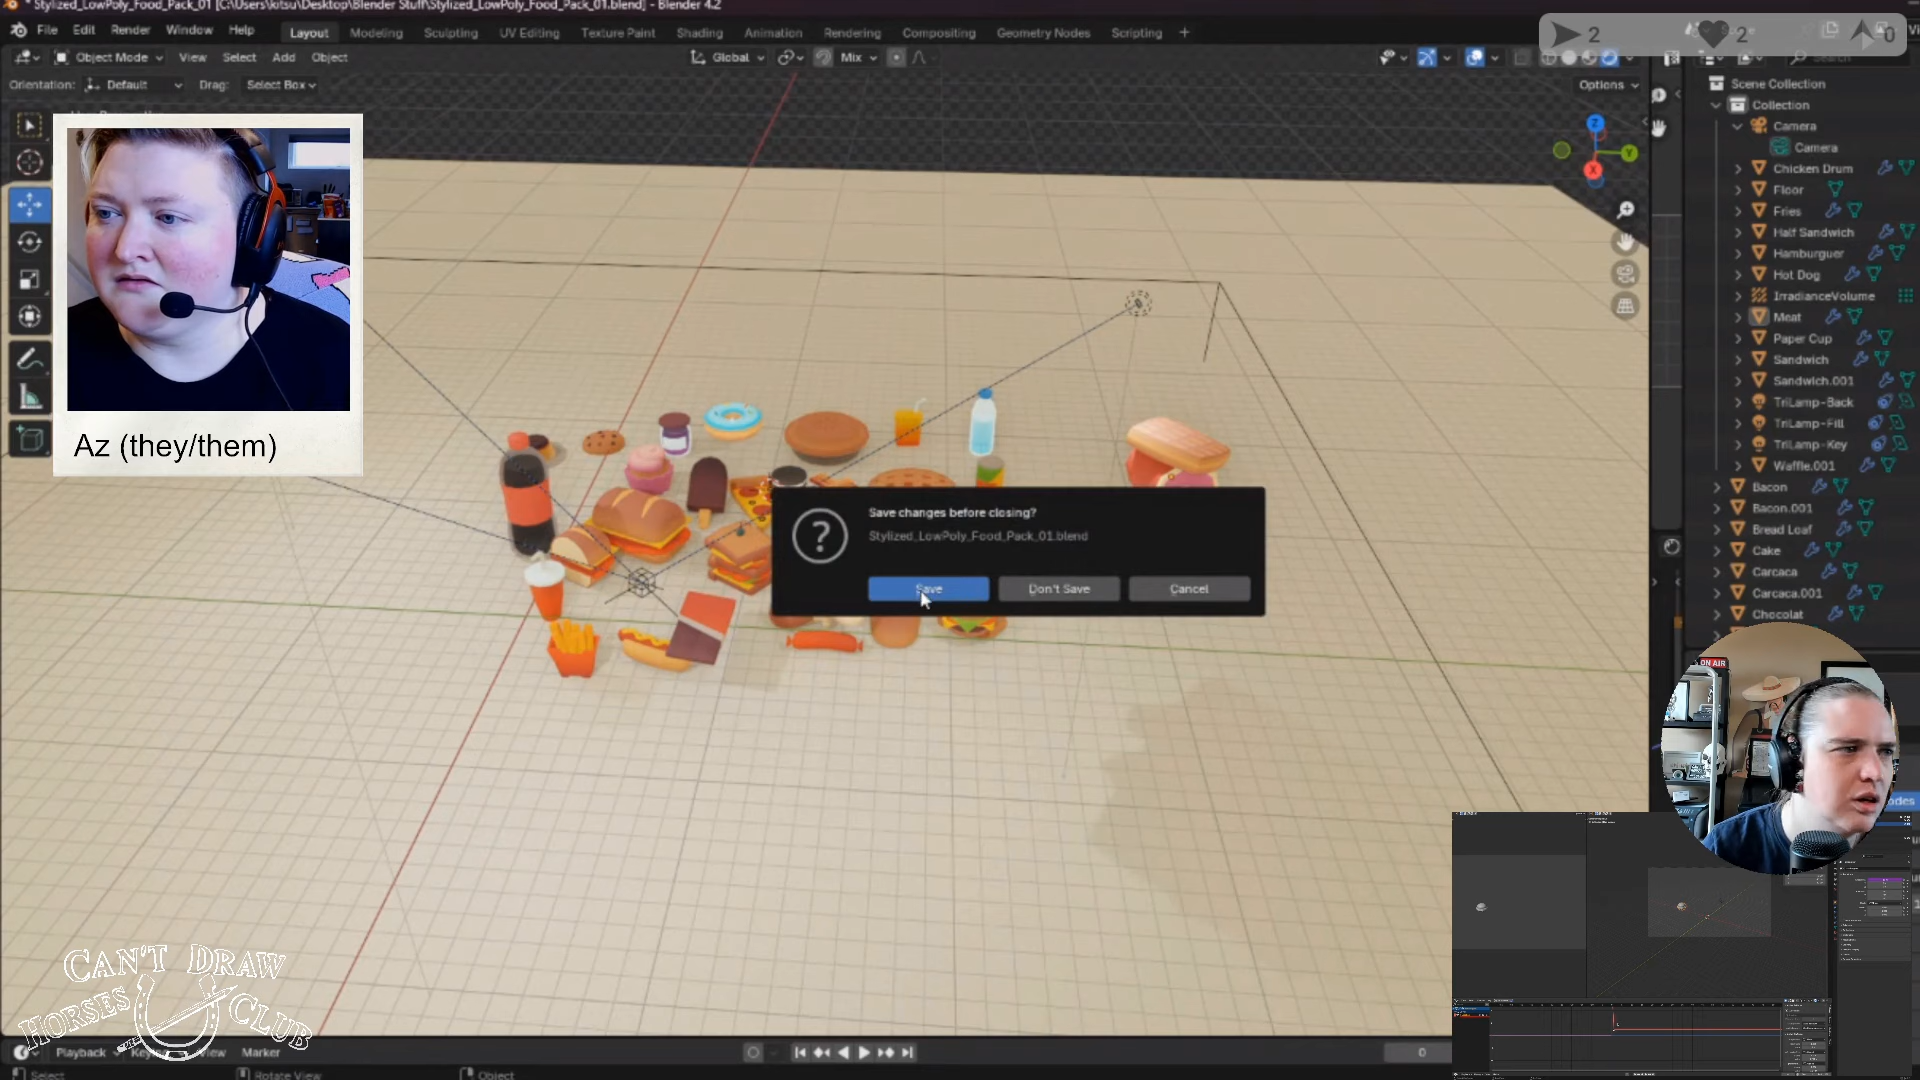 * Stylized_LowPoly_Food_Pack_01 [C:\Users\kitsu\Desktop\Blender Stuff\Stylized_LowPoly_Food_Pack_01.blend] - Blender 4.2
File Edit Render Window Help Layout Modeling Sculpting UV Editing Texture Paint Shading Animation Rendering Compositing Geometry Nodes Scripting +
2 2 0
Object Mode View Select Add Object Global Mix
Orientation: Default Drag: Select Box Options
Search
Scene Collection
Collection
Camera
Camera
Chicken Drum
Floor
Fries
Half Sandwich
Hamburguer
Hot Dog
IrradianceVolume
Meat
Paper Cup
Sandwich
Sandwich.001
TriLamp-Back
TriLamp-Fill
TriLamp-Key
Waffle.001
Bacon
Bacon.001
Bread Loaf
Cake
Carcaca
Carcaca.001
Chocolat
Z
Y
X
Az (they/them)
Save changes before closing?
Stylized_LowPoly_Food_Pack_01.blend
Save Don't Save Cancel
ON AIR
CAN'T DRAW
HORSES CLUB
Playback View Marker
0
Select Rotate View Object